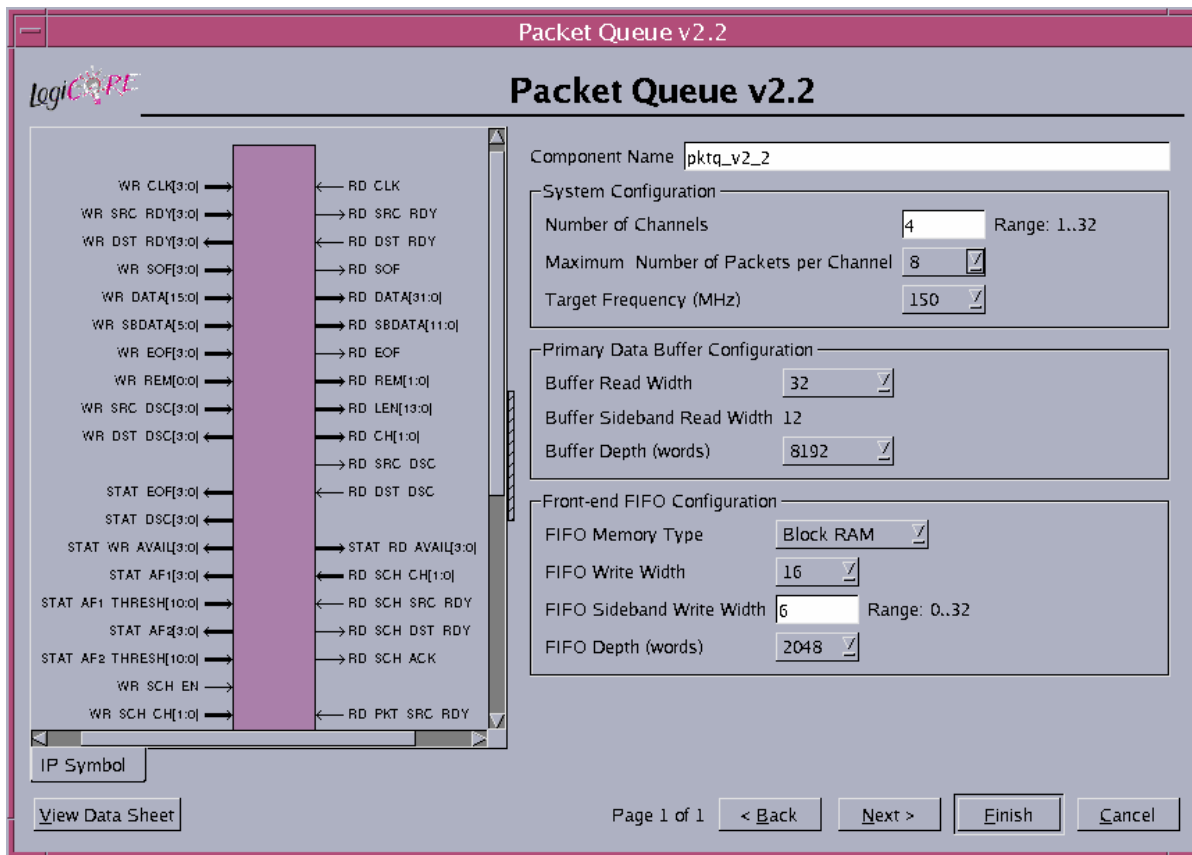 Packet Queue v2.2
LogiCORE
Packet Queue v2.2
WR CLK[3:0]
RD CLK
WR SRC RDY[3:0]
RD SRC RDY
WR DST RDY[3:0]
RD DST RDY
WR SOF[3:0]
RD SOF
WR DATA[15:0]
RD DATA[31:0]
WR SBDATA[5:0]
RD SBDATA[11:0]
WR EOF[3:0]
RD EOF
WR REM[0:0]
RD REM[1:0]
WR SRC DSC[3:0]
RD LEN[13:0]
WR DST DSC[3:0]
RD CH[1:0]
RD SRC DSC
STAT EOF[3:0]
RD DST DSC
STAT DSC[3:0]
STAT WR AVAIL[3:0]
STAT RD AVAIL[3:0]
STAT AF1[3:0]
RD SCH CH[1:0]
STAT AF1 THRESH[10:0]
RD SCH SRC RDY
STAT AF2[3:0]
RD SCH DST RDY
STAT AF2 THRESH[10:0]
RD SCH ACK
WR SCH EN
WR SCH CH[1:0]
RD PKT SRC RDY
IP Symbol
Component Name pktq_v2_2
System Configuration
Number of Channels 4 Range: 1..32
Maximum Number of Packets per Channel 8
Target Frequency (MHz) 150
Primary Data Buffer Configuration
Buffer Read Width 32
Buffer Sideband Read Width 12
Buffer Depth (words) 8192
Front-end FIFO Configuration
FIFO Memory Type Block RAM
FIFO Write Width 16
FIFO Sideband Write Width 6 Range: 0..32
FIFO Depth (words) 2048
View Data Sheet
Page 1 of 1 < Back Next > Finish Cancel